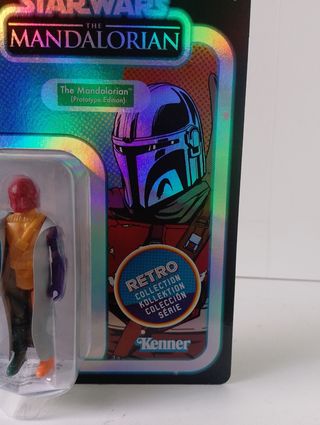 STAR WARS
THE
MANDALORIAN
The Mandalorian™
(Prototype Edition)
RETRO
COLLECTION
KOLLEKTION
COLECCIÓN
SÉRIE
Kenner